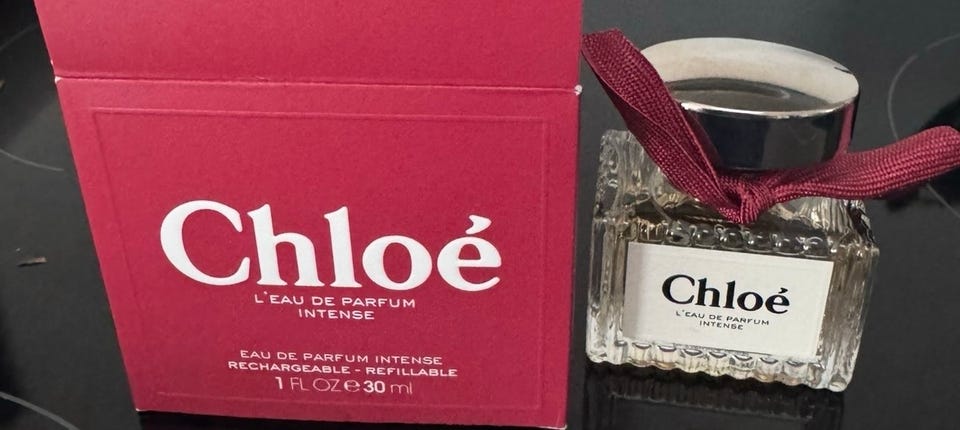 Chloé
L'EAU DE PARFUM
INTENSE
EAU DE PARFUM INTENSE
RECHARGEABLE - REFILLABLE
1 FL OZ ℮ 30 ml
Chloé
L'EAU DE PARFUM
INTENSE